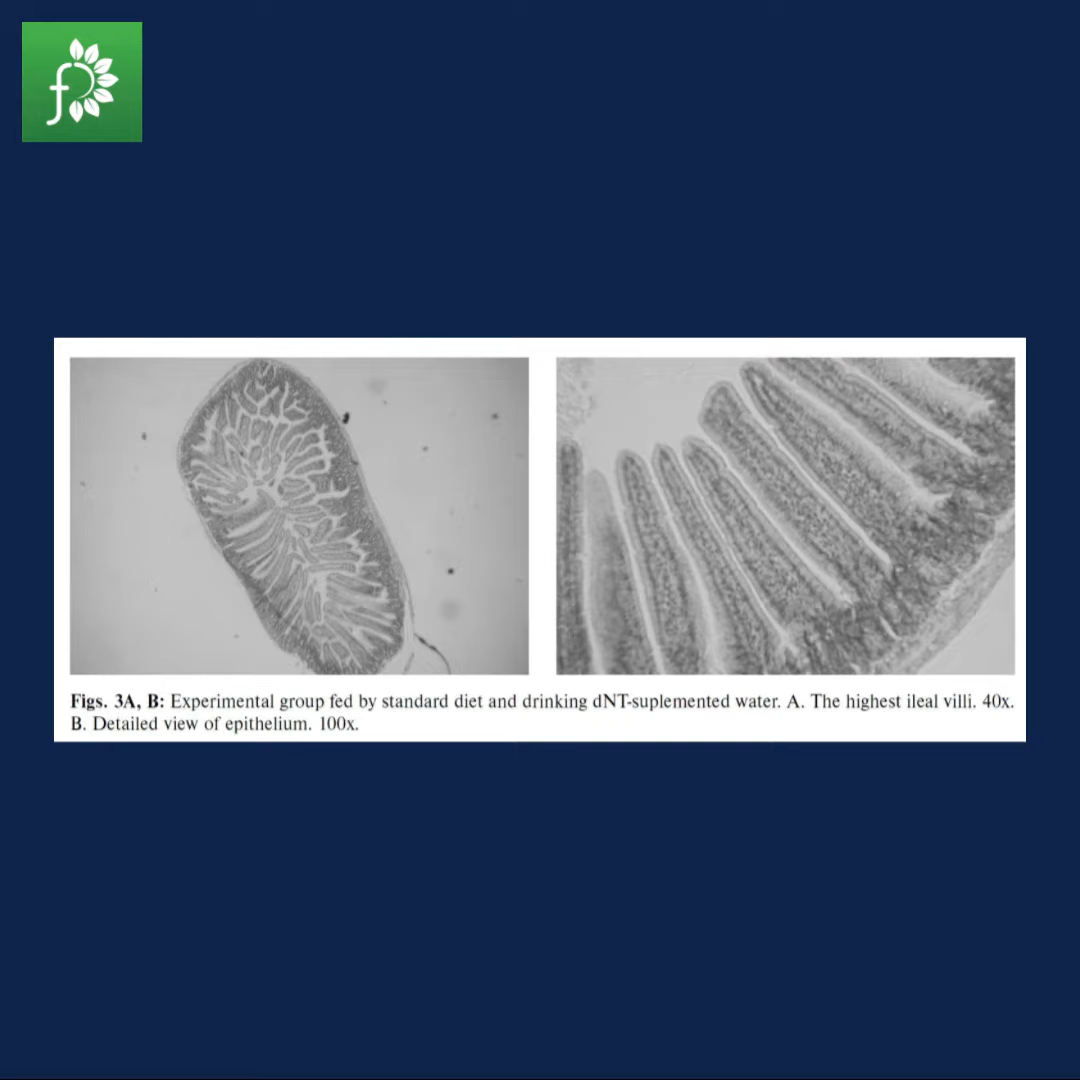 Figs. 3A, B: Experimental group fed by standard diet and drinking dNT-suplemented water. A. The highest ileal villi. 40x.
B. Detailed view of epithelium. 100x.